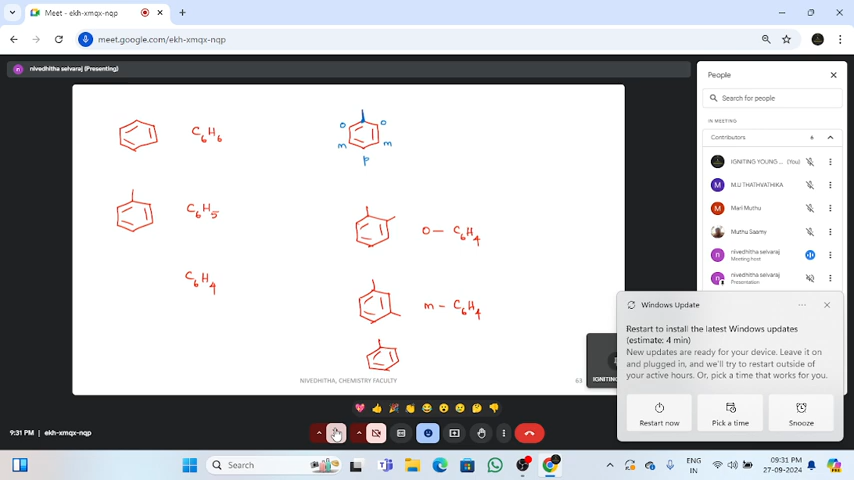 Meet - ekh-xmqx-nqp
meet.google.com/ekh-xmqx-nqp
nivedhitha selvaraj (Presenting)
C6H6
O
O
m
m
P
C6H5
O - C6H4
C6H4
m - C6H4
NIVEDHITHA, CHEMISTRY FACULTY
63
People
Search for people
IN MEETING
Contributors
6
IGNITING YOUNG ... [You]
M.U THATHVATHIKA
Mari Muthu
Muthu Saamy
nivedhitha selvaraj
Meeting host
nivedhitha selvaraj
Presentation
IGNITIN
Windows Update
Restart to install the latest Windows updates
(estimate: 4 min)
New updates are ready for your device. Leave it on
and plugged in, and we'll try to restart outside of
your active hours. Or, pick a time that works for you.
Restart now
Pick a time
Snooze
9:31 PM | ekh-xmqx-nqp
Search
ENG
IN
09:31 PM
27-09-2024